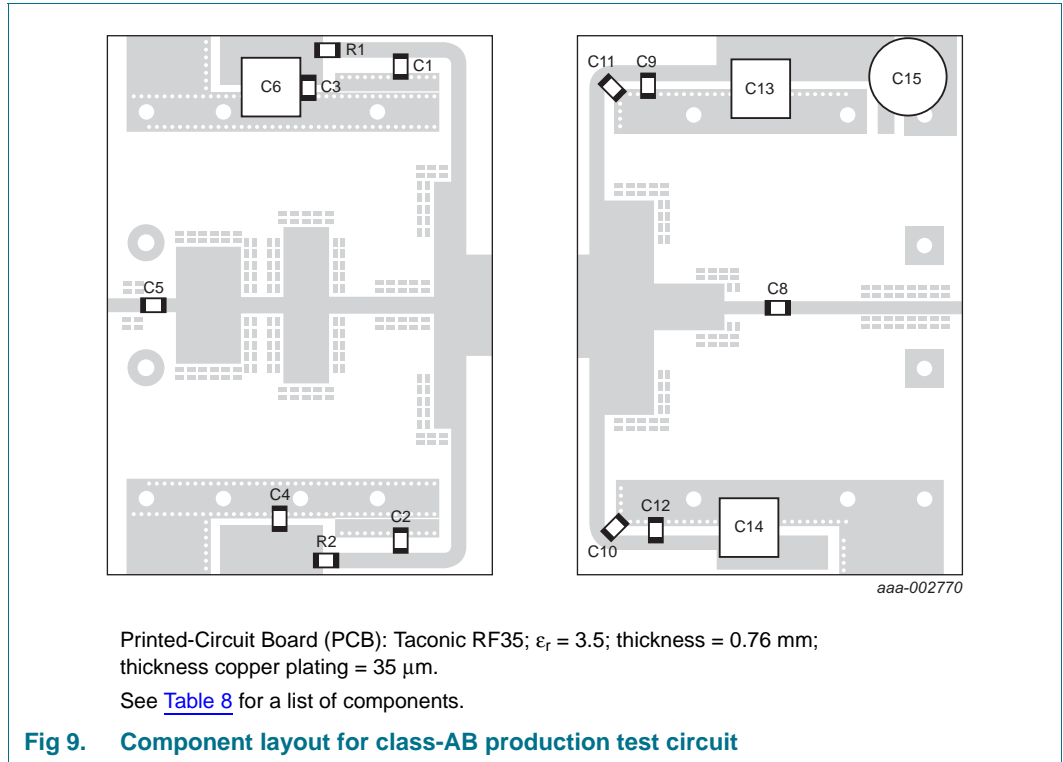 R1
C1
C6
C3
C5
C4
C2
R2
C11
C9
C13
C15
C8
C12
C14
C10
aaa-002770
Printed-Circuit Board (PCB): Taconic RF35; εr = 3.5; thickness = 0.76 mm;
thickness copper plating = 35 μm.
See Table 8 for a list of components.
Fig 9. Component layout for class-AB production test circuit